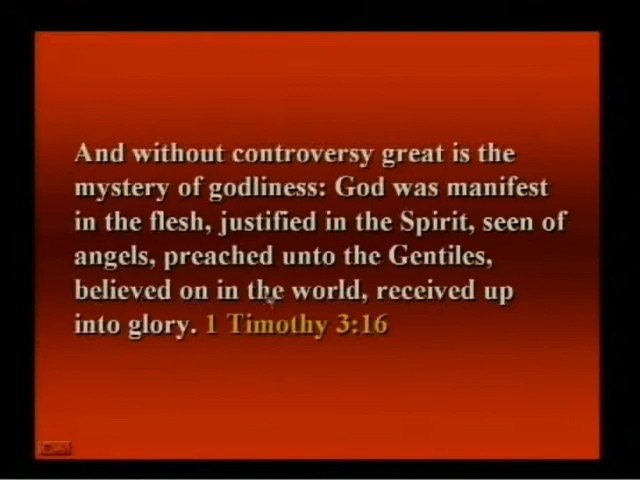 And without controversy great is the
mystery of godliness: God was manifest
in the flesh, justified in the Spirit, seen of
angels, preached unto the Gentiles,
believed on in the world, received up
into glory. 1 Timothy 3:16